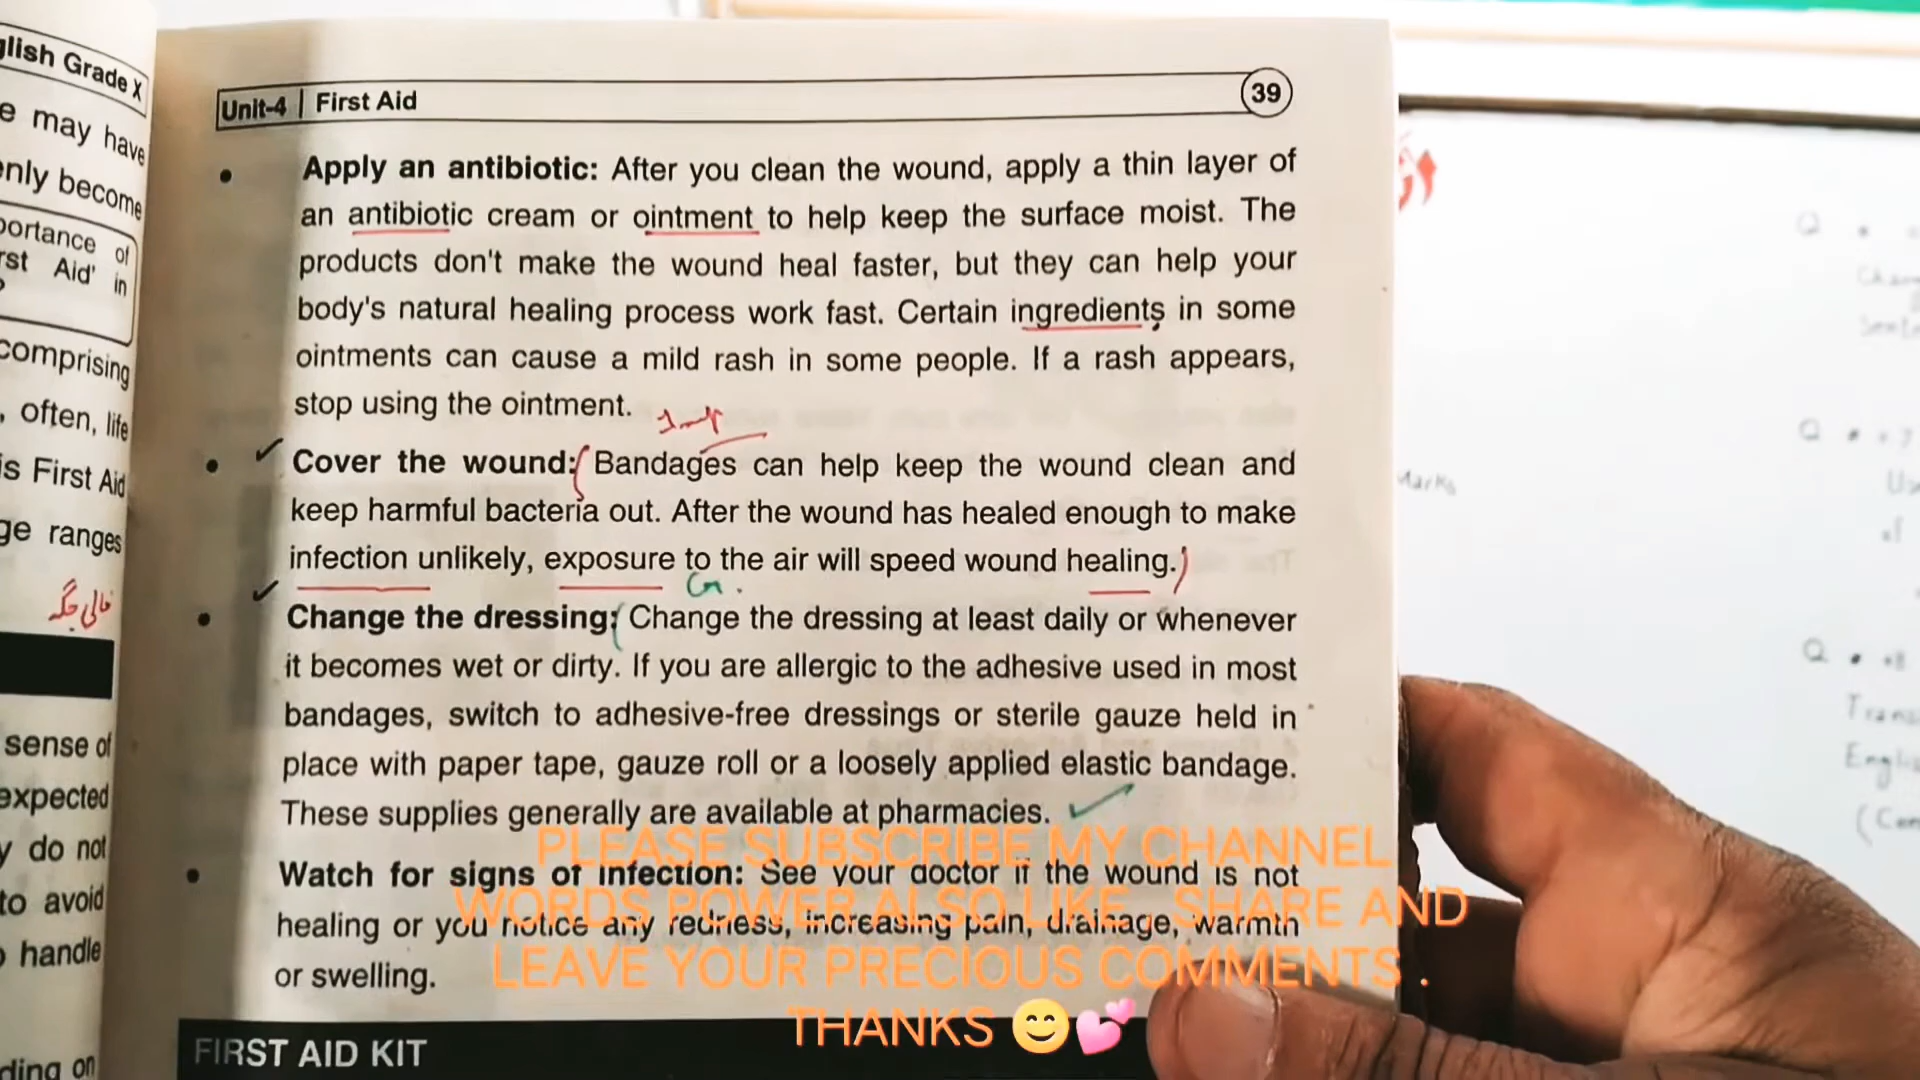 glish Grade X
e may have
enly become
portance of
rst Aid' in
?
comprising
, often, life
is First Aid
ge ranges
خالی جگہ
sense of
expected
y do not
to avoid
handle
ding on
Unit-4 | First Aid
39
• Apply an antibiotic: After you clean the wound, apply a thin layer of
an antibiotic cream or ointment to help keep the surface moist. The
products don't make the wound heal faster, but they can help your
body's natural healing process work fast. Certain ingredients in some
ointments can cause a mild rash in some people. If a rash appears,
stop using the ointment.
• Cover the wound: Bandages can help keep the wound clean and
keep harmful bacteria out. After the wound has healed enough to make
infection unlikely, exposure to the air will speed wound healing.
• Change the dressing: Change the dressing at least daily or whenever
it becomes wet or dirty. If you are allergic to the adhesive used in most
bandages, switch to adhesive-free dressings or sterile gauze held in
place with paper tape, gauze roll or a loosely applied elastic bandage.
These supplies generally are available at pharmacies.
• Watch for signs of infection: See your doctor if the wound is not
healing or you notice any redness, increasing pain, drainage, warmth
or swelling.
FIRST AID KIT
PLEASE SUBSCRIBE MY CHANNEL
WORDS POWER ALSO LIKE , SHARE AND
LEAVE YOUR PRECIOUS COMMENTS .
THANKS 😊💕
Marks